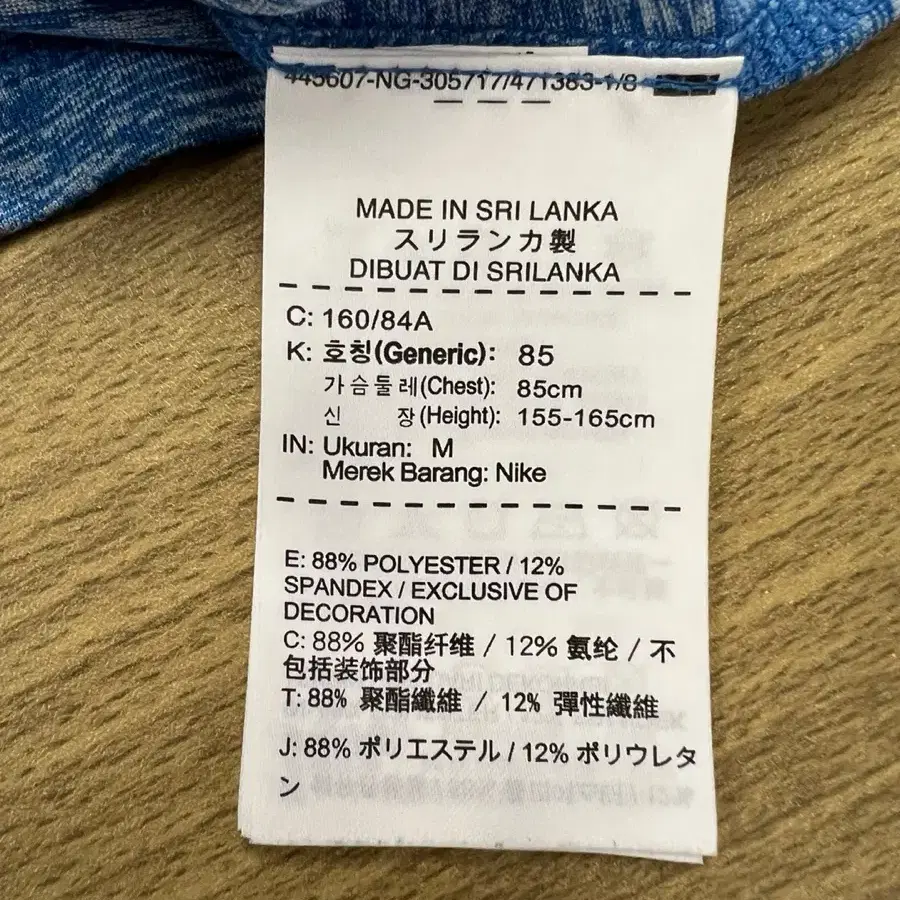 445607-NG-305717/471383-1/8
MADE IN SRI LANKA
スリランカ製
DIBUAT DI SRILANKA
C: 160/84A
K: 호칭(Generic): 85
가슴둘레(Chest): 85cm
신 장(Height): 155-165cm
IN: Ukuran: M
Merek Barang: Nike
E: 88% POLYESTER / 12%
SPANDEX / EXCLUSIVE OF
DECORATION
C: 88% 聚酯纤维 / 12% 氨纶 / 不
包括装饰部分
T: 88% 聚酯纖維 / 12% 彈性纖維
J: 88% ポリエステル / 12% ポリウレタ
ン